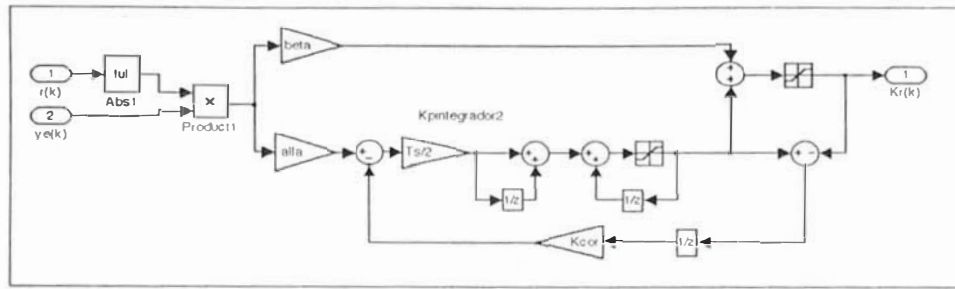 beta
1
r(k)
|u|
Abs1
2
ye(k)
×
Product1
+
+
1
Kr(k)
Kpintegrador2
alfa
+
−
Ts/2
+
+
1/z
+
+
1/z
+
−
Kcor
1/z